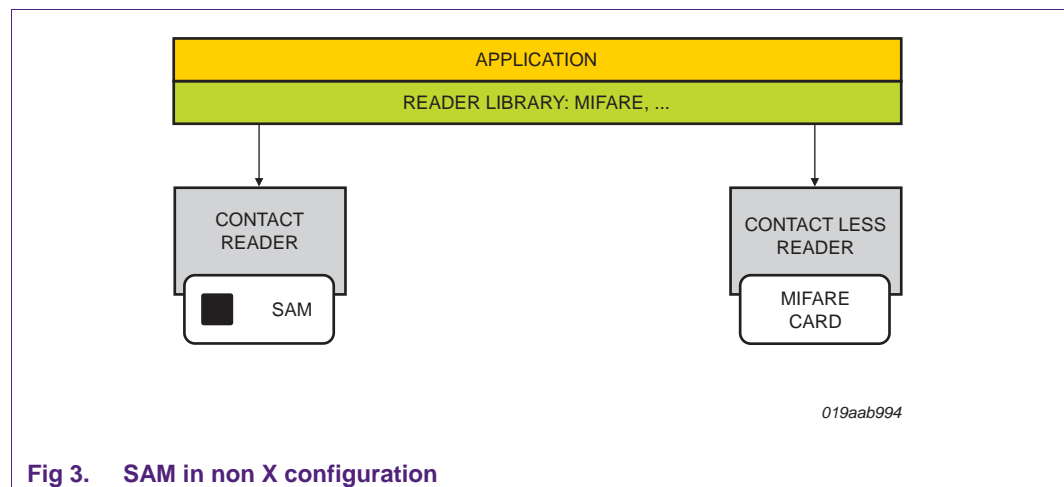 APPLICATION
READER LIBRARY: MIFARE, ...
CONTACT
READER
SAM
CONTACT LESS
READER
MIFARE
CARD
019aab994
Fig 3. SAM in non X configuration